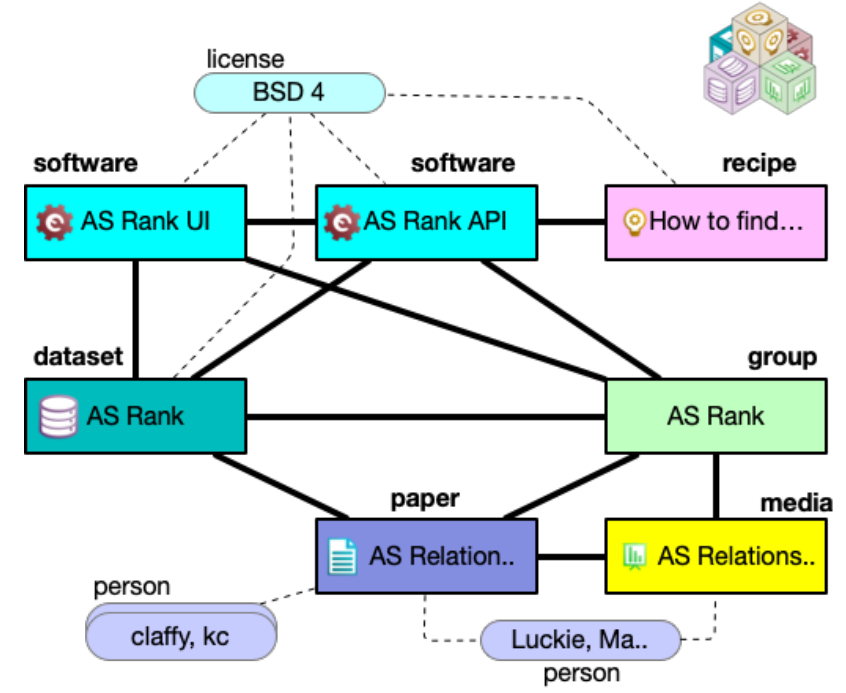 license
BSD 4
software
software
recipe
AS Rank UI
AS Rank API
How to find...
dataset
group
AS Rank
AS Rank
paper
media
AS Relation..
AS Relations..
person
claffy, kc
Luckie, Ma..
person